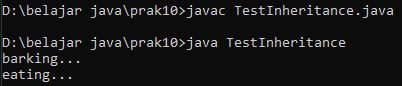 D:\belajar java\prak10>javac TestInheritance.java
D:\belajar java\prak10>java TestInheritance
barking...
eating...